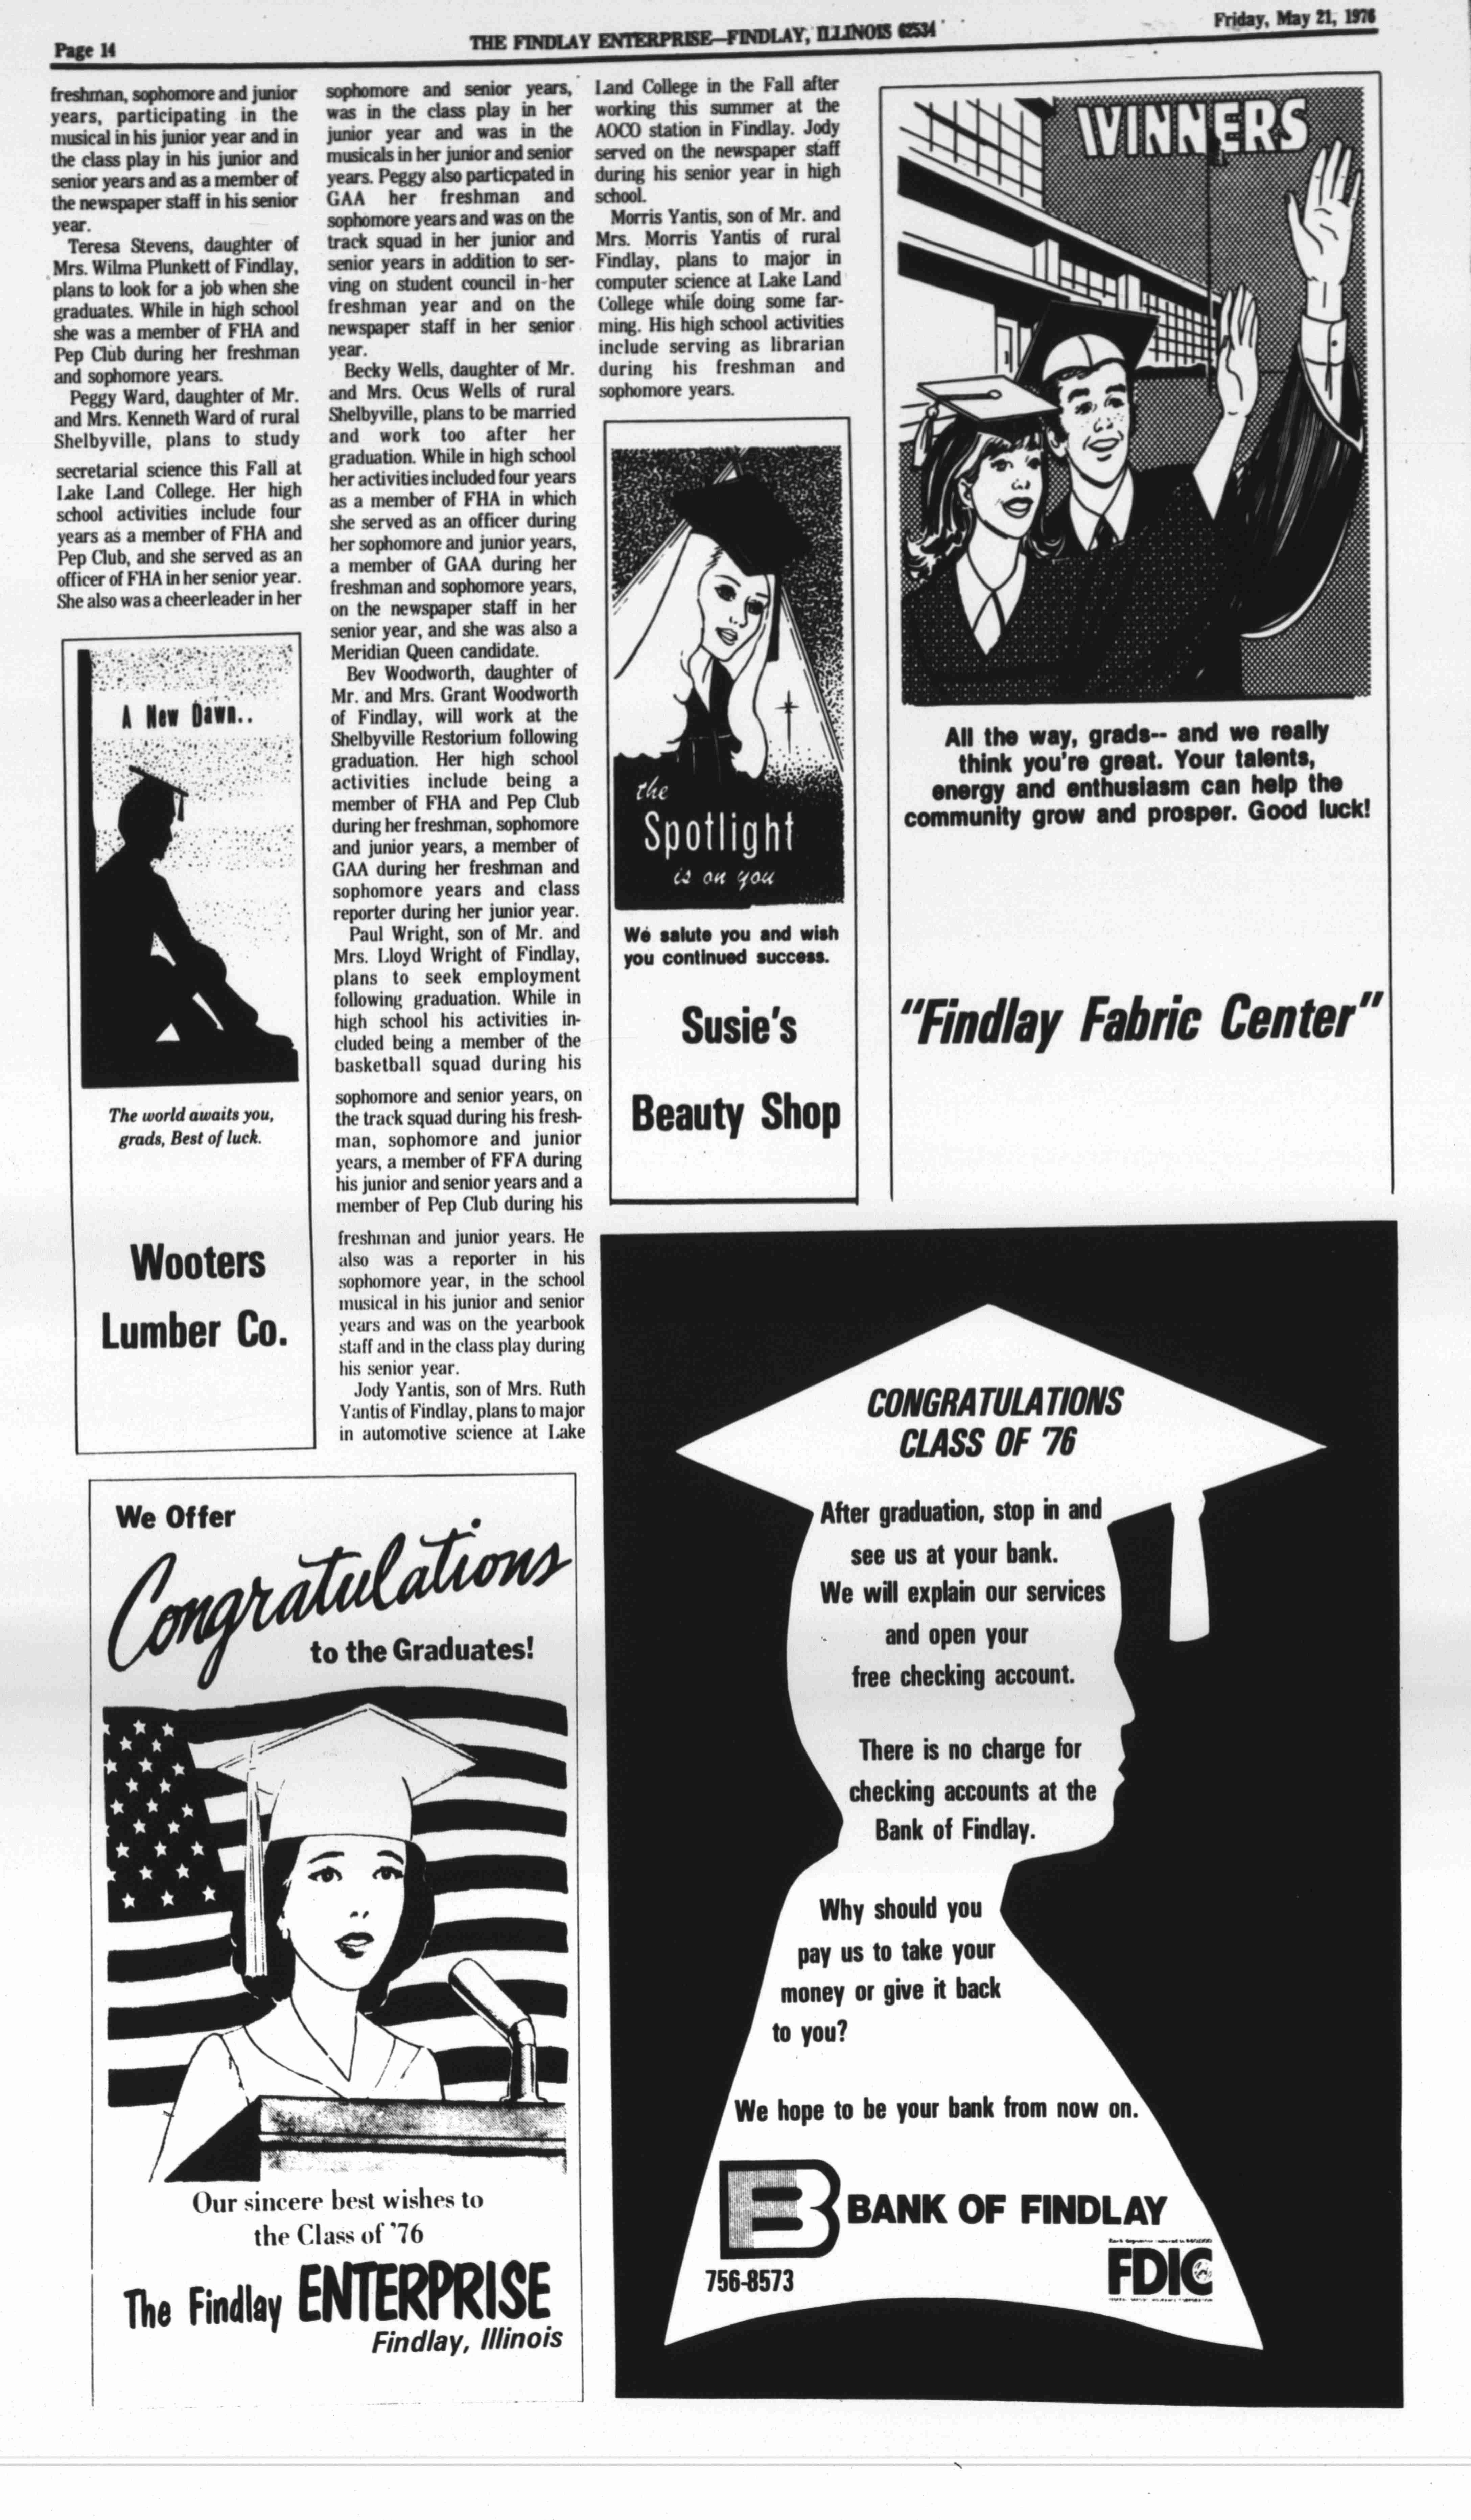 Page 14
THE FINDLAY ENTERPRISE—FINDLAY, ILLINOIS 62534
Friday, May 21, 1976
freshman, sophomore and junior
years, participating in the
musical in his junior year and in
the class play in his junior and
senior years and as a member of
the newspaper staff in his senior
year.
Teresa Stevens, daughter of
Mrs. Wilma Plunkett of Findlay,
plans to look for a job when she
graduates. While in high school
she was a member of FHA and
Pep Club during her freshman
and sophomore years.
Peggy Ward, daughter of Mr.
and Mrs. Kenneth Ward of rural
Shelbyville, plans to study
secretarial science this Fall at
Lake Land College. Her high
school activities include four
years as a member of FHA and
Pep Club, and she served as an
officer of FHA in her senior year.
She also was a cheerleader in her
sophomore and senior years,
was in the class play in her
junior year and was in the
musicals in her junior and senior
years. Peggy also particpated in
GAA her freshman and
sophomore years and was on the
track squad in her junior and
senior years in addition to ser-
ving on student council in her
freshman year and on the
newspaper staff in her senior
year.
Becky Wells, daughter of Mr.
and Mrs. Ocus Wells of rural
Shelbyville, plans to be married
and work too after her
graduation. While in high school
her activities included four years
as a member of FHA in which
she served as an officer during
her sophomore and junior years,
a member of GAA during her
freshman and sophomore years,
on the newspaper staff in her
senior year, and she was also a
Meridian Queen candidate.
Bev Woodworth, daughter of
Mr. and Mrs. Grant Woodworth
of Findlay, will work at the
Shelbyville Restorium following
graduation. Her high school
activities include being a
member of FHA and Pep Club
during her freshman, sophomore
and junior years, a member of
GAA during her freshman and
sophomore years and class
reporter during her junior year.
Paul Wright, son of Mr. and
Mrs. Lloyd Wright of Findlay,
plans to seek employment
following graduation. While in
high school his activities in-
cluded being a member of the
basketball squad during his
sophomore and senior years, on
the track squad during his fresh-
man, sophomore and junior
years, a member of FFA during
his junior and senior years and a
member of Pep Club during his
freshman and junior years. He
also was a reporter in his
sophomore year, in the school
musical in his junior and senior
years and was on the yearbook
staff and in the class play during
his senior year.
Jody Yantis, son of Mrs. Ruth
Yantis of Findlay, plans to major
in automotive science at Lake
Land College in the Fall after
working this summer at the
AOCO station in Findlay. Jody
served on the newspaper staff
during his senior year in high
school.
Morris Yantis, son of Mr. and
Mrs. Morris Yantis of rural
Findlay, plans to major in
computer science at Lake Land
College while doing some far-
ming. His high school activities
include serving as librarian
during his freshman and
sophomore years.
A New Dawn..
The world awaits you,
grads, Best of luck.
Wooters
Lumber Co.
the
Spotlight
is on you
We salute you and wish
you continued success.
Susie's
Beauty Shop
WINNERS
All the way, grads-- and we really
think you're great. Your talents,
energy and enthusiasm can help the
community grow and prosper. Good luck!
"Findlay Fabric Center"
We Offer
Congratulations
to the Graduates!
Our sincere best wishes to
the Class of '76
The Findlay ENTERPRISE
Findlay, Illinois
CONGRATULATIONS
CLASS OF '76
After graduation, stop in and
see us at your bank.
We will explain our services
and open your
free checking account.
There is no charge for
checking accounts at the
Bank of Findlay.
Why should you
pay us to take your
money or give it back
to you?
We hope to be your bank from now on.
BANK OF FINDLAY
756-8573
FDIC